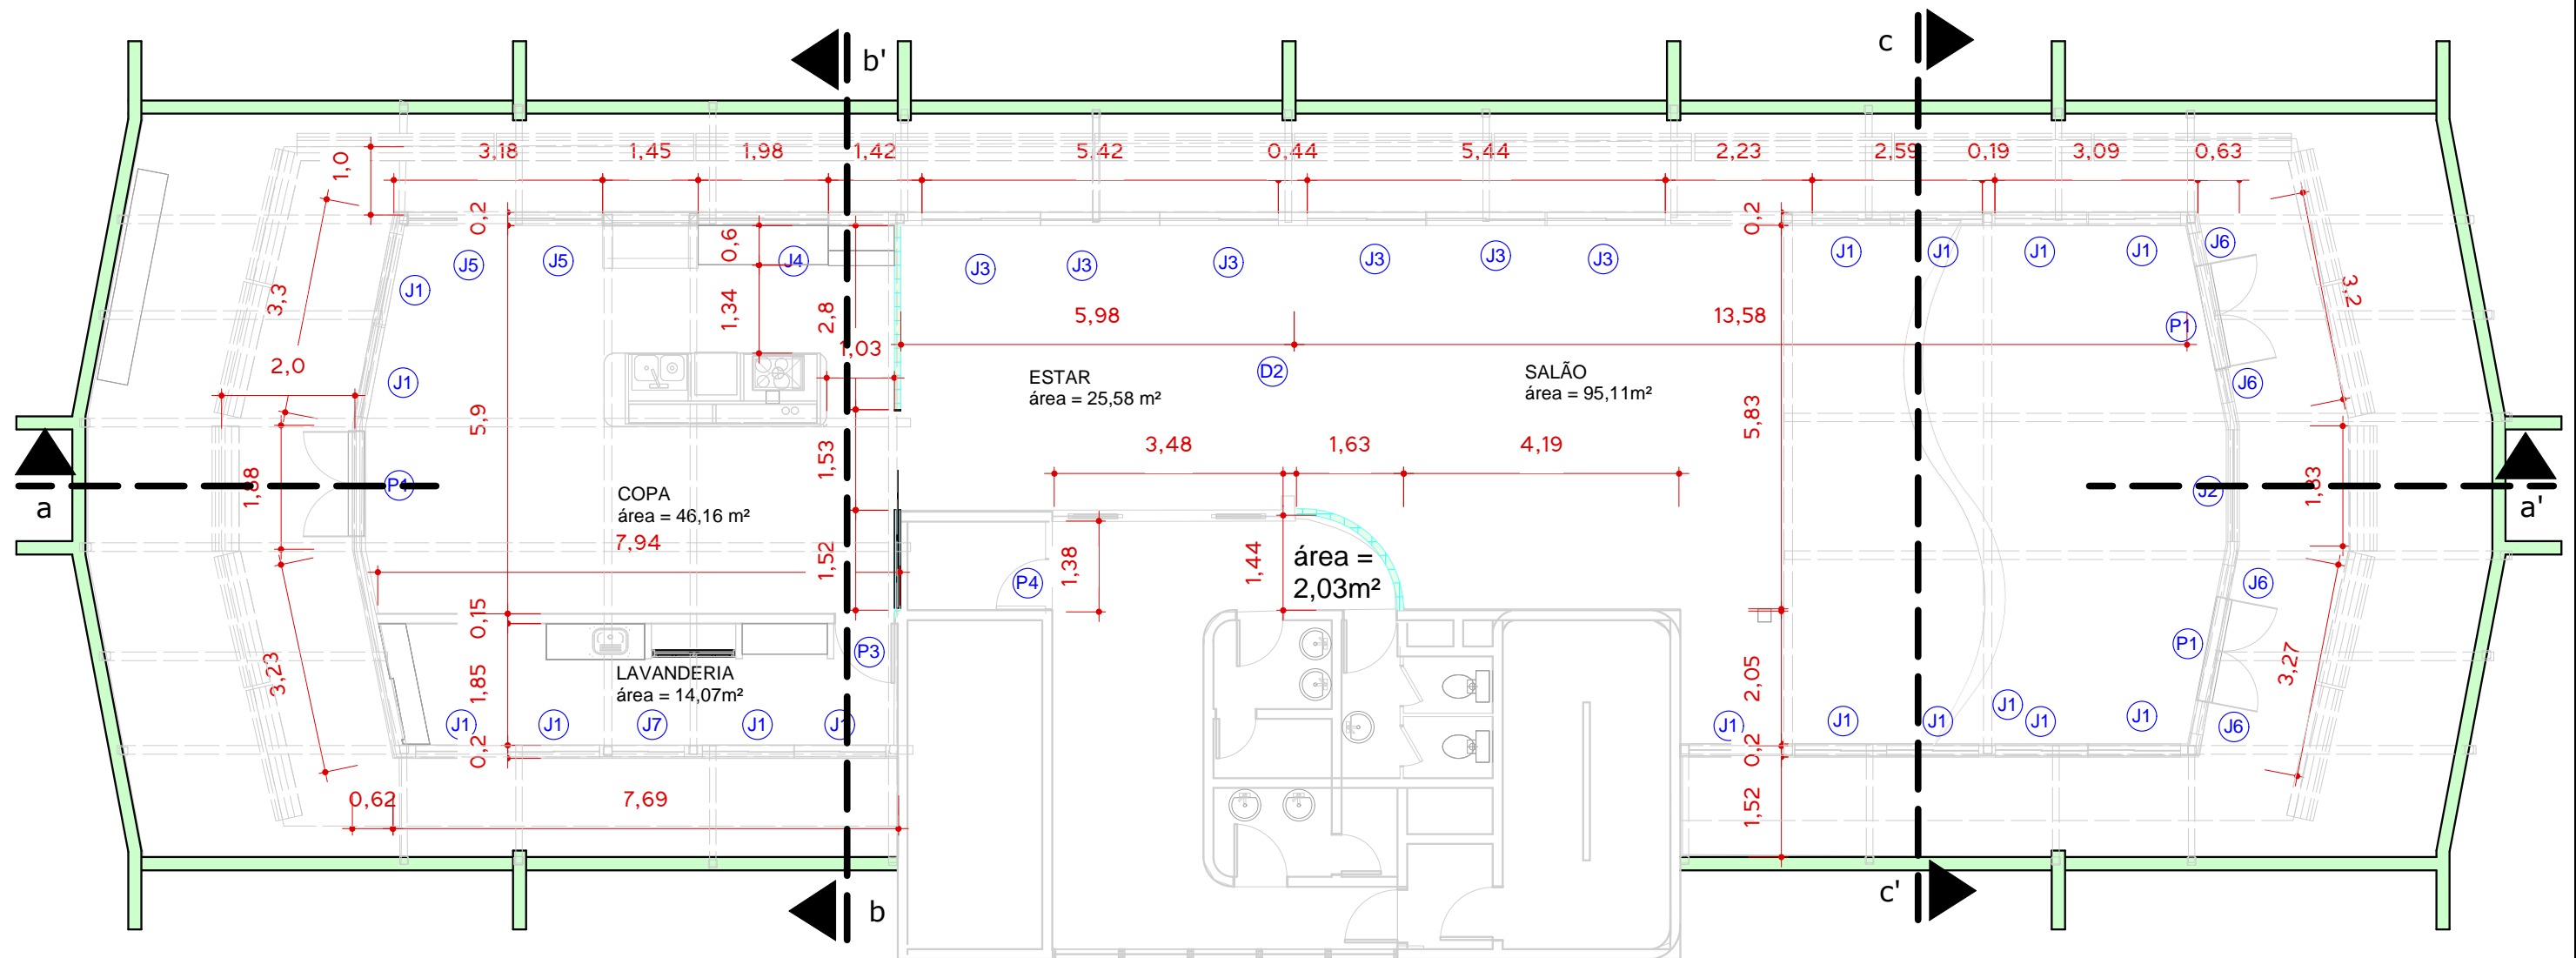 b'
c
3,18
1,45
1,98
1,42
5,42
0,44
5,44
2,23
2,59
0,19
3,09
0,63
1,0
0,2
0,2
J5
J5
0,6
J4
J3
J3
J3
J3
J3
J3
J1
J1
J1
J1
J6
J1
3,3
1,34
2,8
5,98
13,58
P1
3,2
2,0
1,03
J1
D2
J6
ESTAR
área = 25,58 m²
SALÃO
área = 95,11m²
5,9
5,83
1,53
3,48
1,63
4,19
1,88
P1
J2
1,83
a
a'
COPA
área = 46,16 m²
7,94
1,52
P4
1,38
1,44
área =
2,03m²
J6
0,15
P3
P1
LAVANDERIA
área = 14,07m²
3,23
1,85
2,05
3,27
J1
J1
J7
J1
J1
J1
J1
J1
J1
J1
J1
J6
0,2
0,2
0,62
7,69
1,52
b
c'